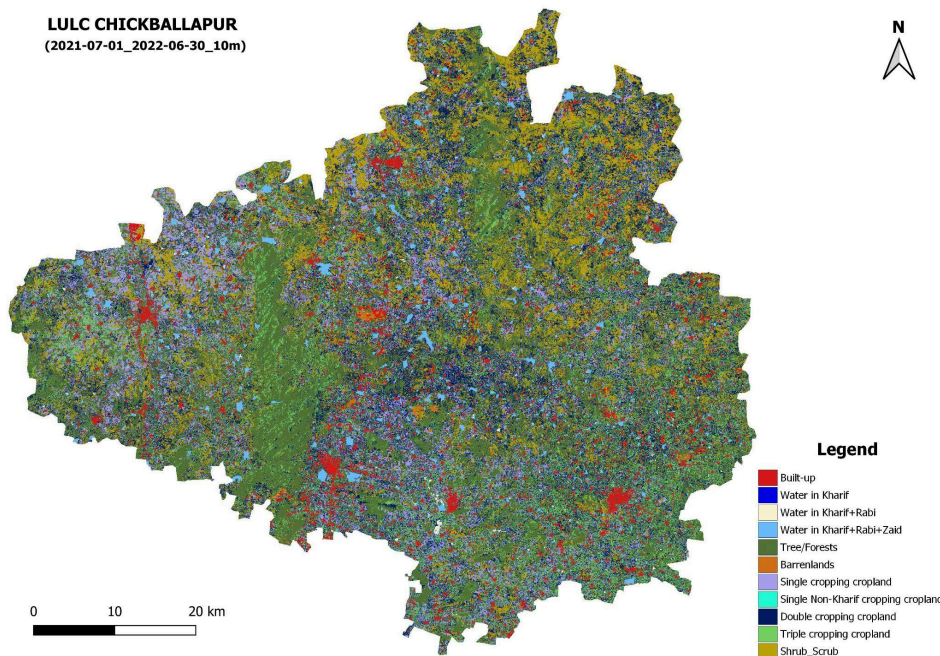 LULC CHICKBALLAPUR
(2021-07-01_2022-06-30_10m)
N
Legend
Built-up
Water in Kharif
Water in Kharif+Rabi
Water in Kharif+Rabi+Zaid
Tree/Forests
Barrenlands
Single cropping cropland
Single Non-Kharif cropping cropland
Double cropping cropland
Triple cropping cropland
Shrub_Scrub
0 10 20 km